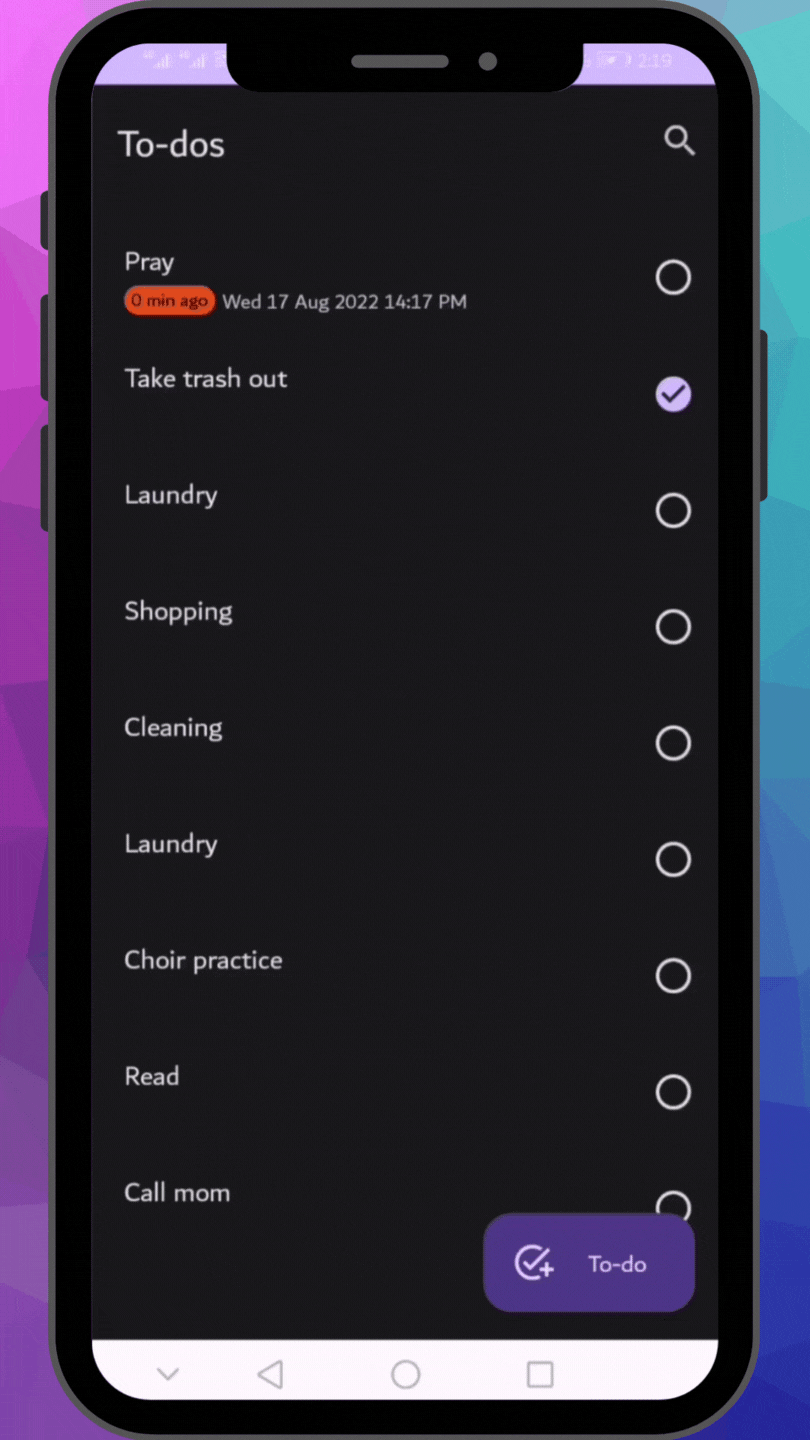 2:19
To-dos
Pray
0 min ago Wed 17 Aug 2022 14:17 PM
Take trash out
Laundry
Shopping
Cleaning
Laundry
Choir practice
Read
Call mom
To-do